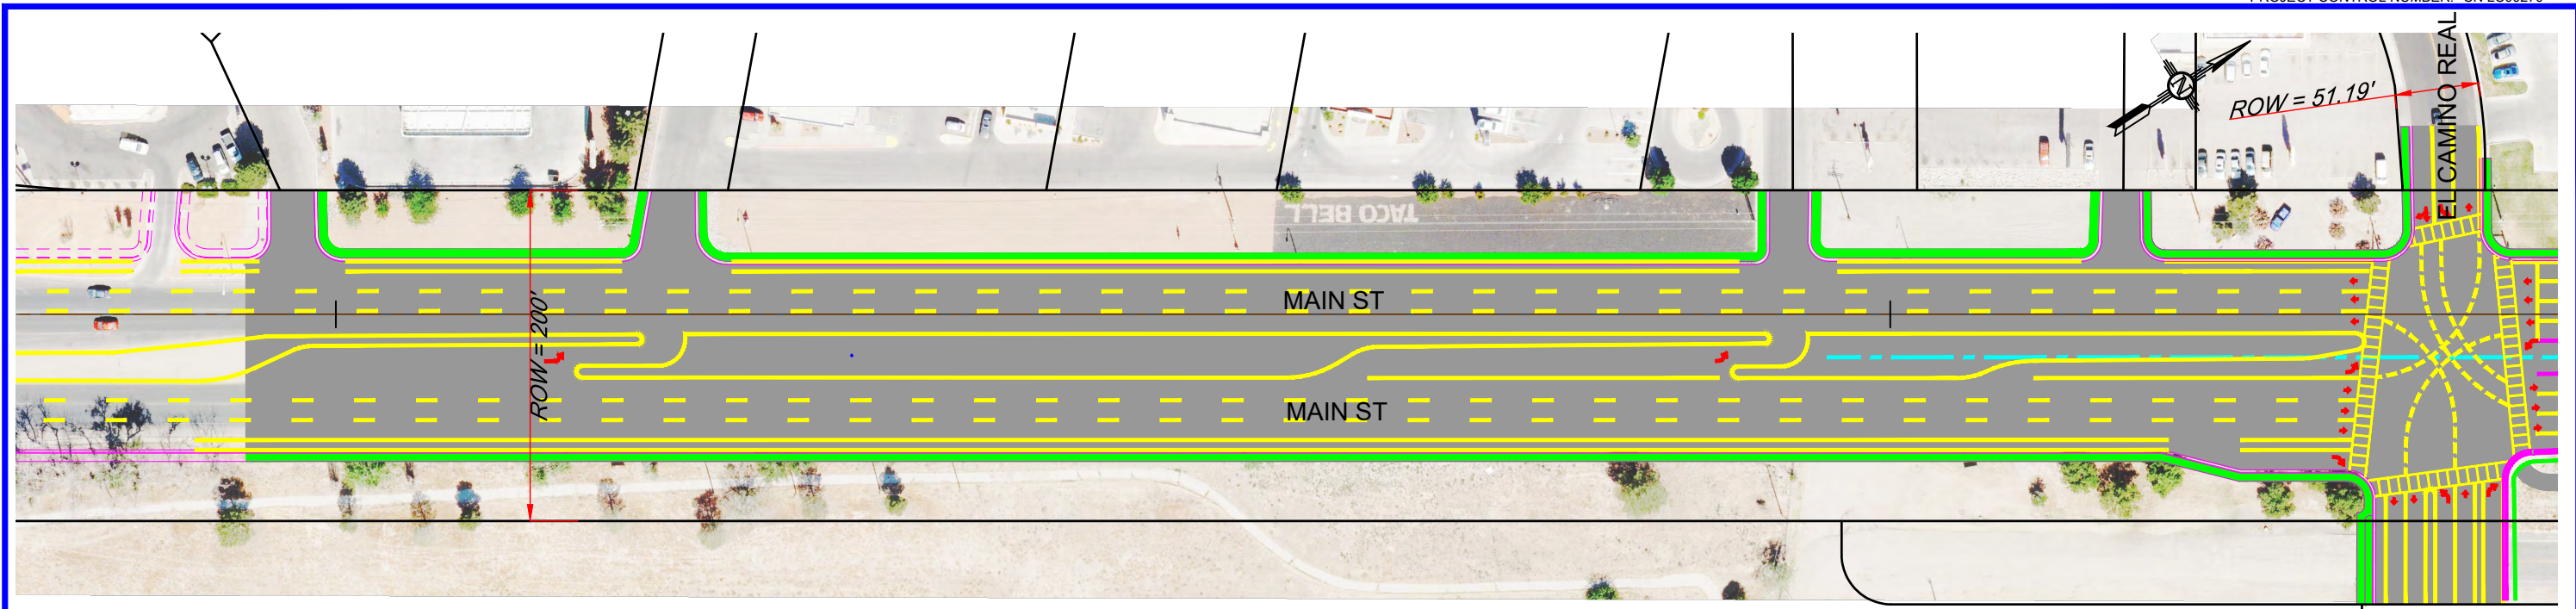 EL CAMINO REAL
N
ROW = 51.19'
TACO BELL
MAIN ST
ROW = 200'
MAIN ST